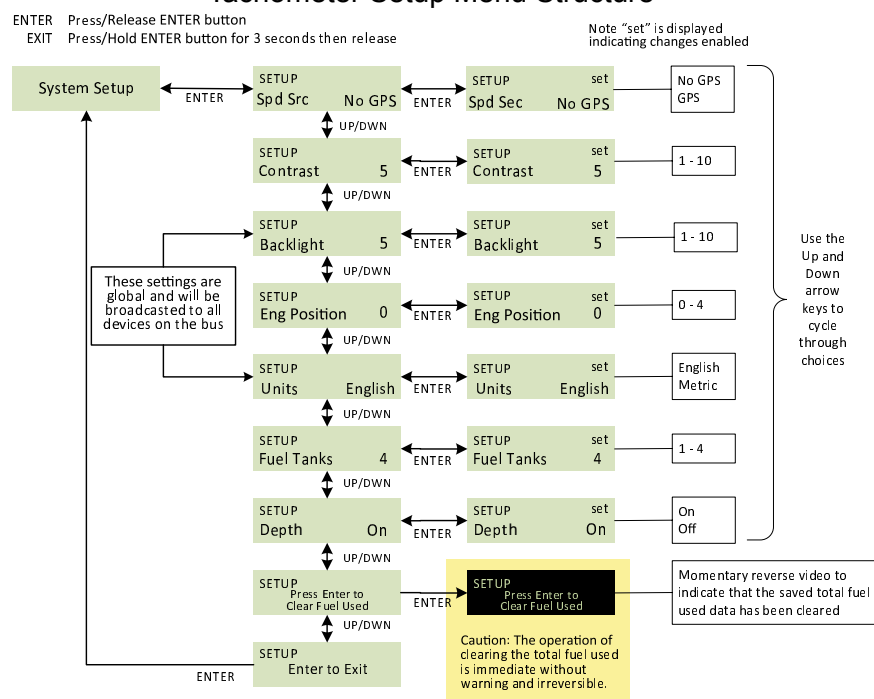 Tachometer Setup Menu Structure
ENTER Press/Release ENTER button
EXIT Press/Hold ENTER button for 3 seconds then release
Note “set” is displayed
indicating changes enabled
System Setup
ENTER
SETUP
Spd Src No GPS
ENTER
SETUP set
Spd Sec No GPS
No GPS
GPS
UP/DWN
SETUP
Contrast 5
ENTER
SETUP set
Contrast 5
1 - 10
UP/DWN
SETUP
Backlight 5
ENTER
SETUP set
Backlight 5
1 - 10
UP/DWN
These settings are
global and will be
broadcasted to all
devices on the bus
SETUP
Eng Position 0
ENTER
SETUP set
Eng Position 0
0 - 4
UP/DWN
SETUP
Units English
ENTER
SETUP set
Units English
English
Metric
UP/DWN
SETUP
Fuel Tanks 4
ENTER
SETUP set
Fuel Tanks 4
1 - 4
UP/DWN
SETUP
Depth On
ENTER
SETUP set
Depth On
On
Off
Use the
Up and
Down
arrow
keys to
cycle
through
choices
UP/DWN
SETUP
Press Enter to
Clear Fuel Used
ENTER
SETUP
Press Enter to
Clear Fuel Used
Momentary reverse video to
indicate that the saved total fuel
used data has been cleared
Caution: The operation of
clearing the total fuel used
is immediate without
warning and irreversible.
UP/DWN
SETUP
Enter to Exit
ENTER